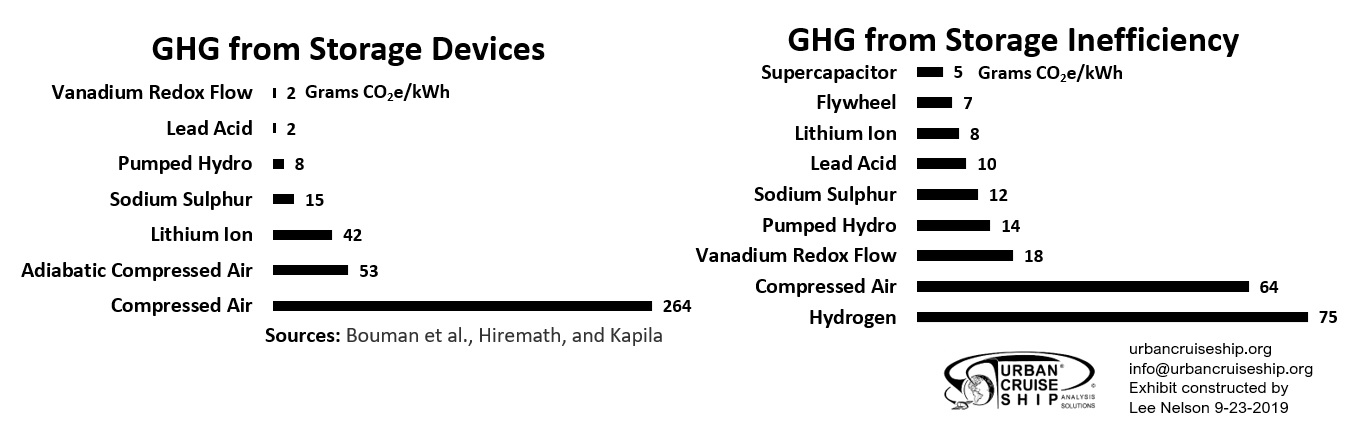 GHG from Storage Devices
Vanadium Redox Flow 2 Grams CO₂e/kWh
Lead Acid 2
Pumped Hydro 8
Sodium Sulphur 15
Lithium Ion 42
Adiabatic Compressed Air 53
Compressed Air 264
Sources: Bouman et al., Hiremath, and Kapila
GHG from Storage Inefficiency
Supercapacitor 5 Grams CO₂e/kWh
Flywheel 7
Lithium Ion 8
Lead Acid 10
Sodium Sulphur 12
Pumped Hydro 14
Vanadium Redox Flow 18
Compressed Air 64
Hydrogen 75
URBAN®
CRUISE
SHIP ANALYSIS
SOLUTIONS
©
urbancruiseship.org
info@urbancruiseship.org
Exhibit constructed by
Lee Nelson 9-23-2019